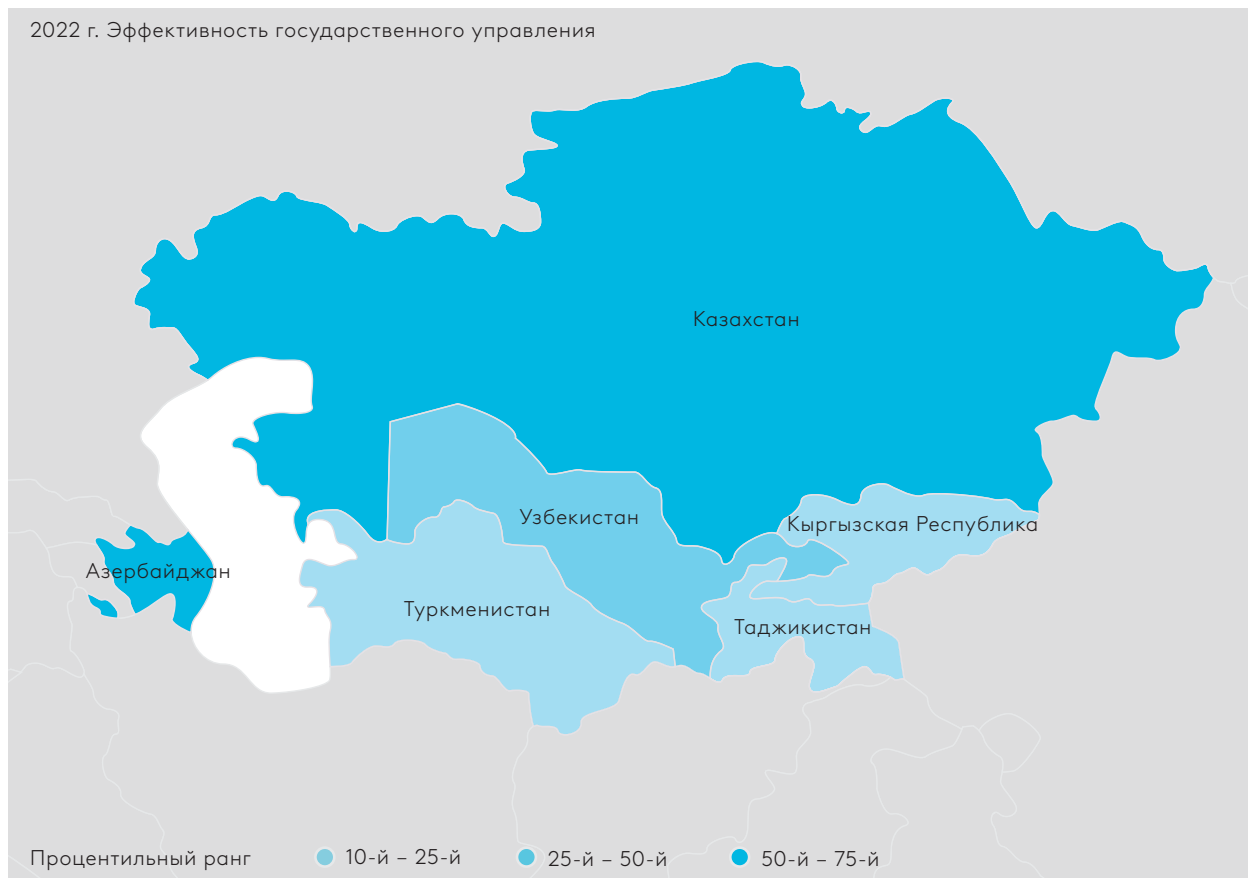 2022 г. Эффективность государственного управления
Казахстан
Узбекистан
Кыргызская Республика
Азербайджан
Туркменистан
Таджикистан
Процентильный ранг
10-й – 25-й
25-й – 50-й
50-й – 75-й